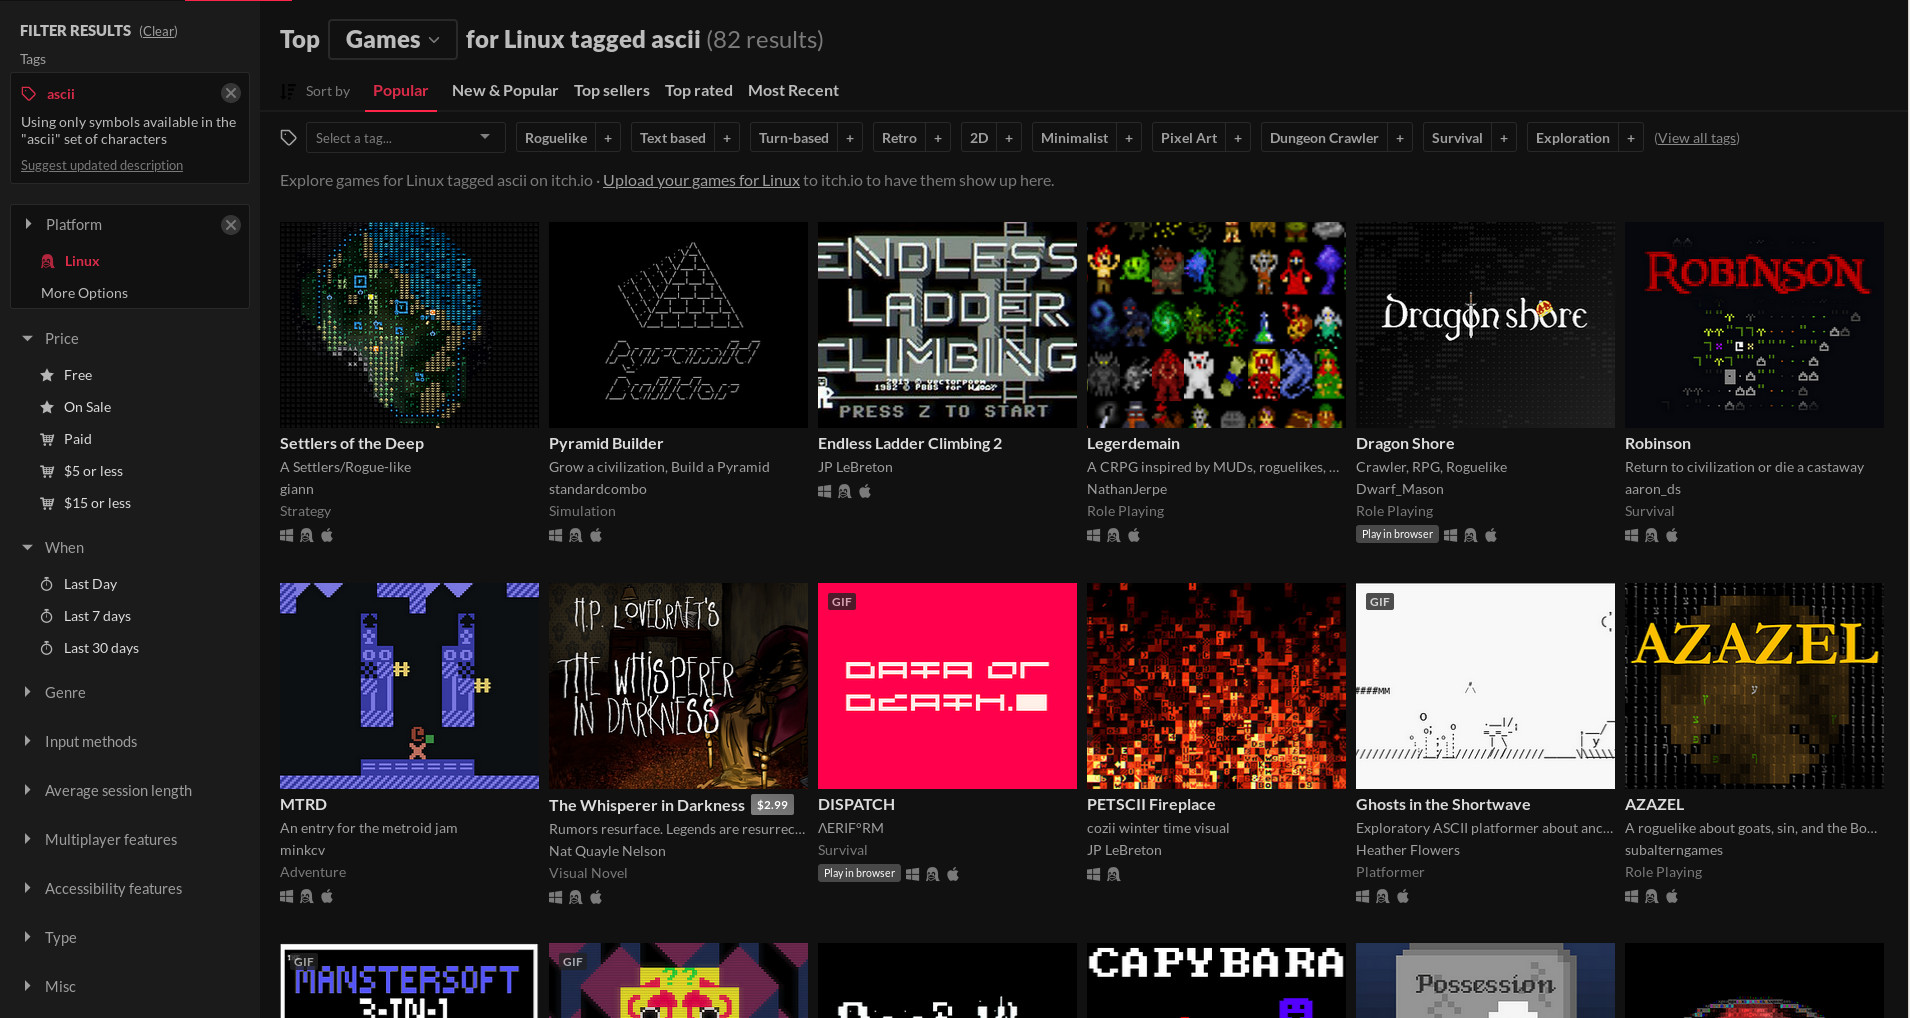 FILTER RESULTS (Clear)
Tags
ascii
Using only symbols available in the
"ascii" set of characters
Suggest updated description
Platform
Linux
More Options
Price
Free
On Sale
Paid
$5 or less
$15 or less
When
Last Day
Last 7 days
Last 30 days
Genre
Input methods
Average session length
Multiplayer features
Accessibility features
Type
Misc
Top Games for Linux tagged ascii (82 results)
Sort by Popular New & Popular Top sellers Top rated Most Recent
Select a tag... Roguelike + Text based + Turn-based + Retro + 2D + Minimalist + Pixel Art + Dungeon Crawler + Survival + Exploration + (View all tags)
Explore games for Linux tagged ascii on itch.io · Upload your games for Linux to itch.io to have them show up here.
Settlers of the Deep
A Settlers/Rogue-like
giann
Strategy
Pyramid Builder
Grow a civilization, Build a Pyramid
standardcombo
Simulation
ENDLESS
LADDER
CLIMBING
PRESS Z TO START
Endless Ladder Climbing 2
JP LeBreton
Legerdemain
A CRPG inspired by MUDs, roguelikes, ...
NathanJerpe
Role Playing
Dragon shore
Dragon Shore
Crawler, RPG, Roguelike
Dwarf_Mason
Role Playing
Play in browser
ROBINSON
Robinson
Return to civilization or die a castaway
aaron_ds
Survival
MTRD
An entry for the metroid jam
minkcv
Adventure
H.P. LOVECRAFT'S
THE WHISPERER
IN DARKNESS
The Whisperer in Darkness $2.99
Rumors resurface. Legends are resurrec...
Nat Quayle Nelson
Visual Novel
GIF
DATA OF
DEATH.
DISPATCH
ΛERIF°RM
Survival
Play in browser
PETSCII Fireplace
cozii winter time visual
JP LeBreton
GIF
####MM
Ghosts in the Shortwave
Exploratory ASCII platformer about anc...
Heather Flowers
Platformer
AZAZEL
AZAZEL
A roguelike about goats, sin, and the Bo...
subalterngames
Role Playing
GIF
MANSTERSOFT
3-IN-1
GIF
??
CAPYBARA
Possession